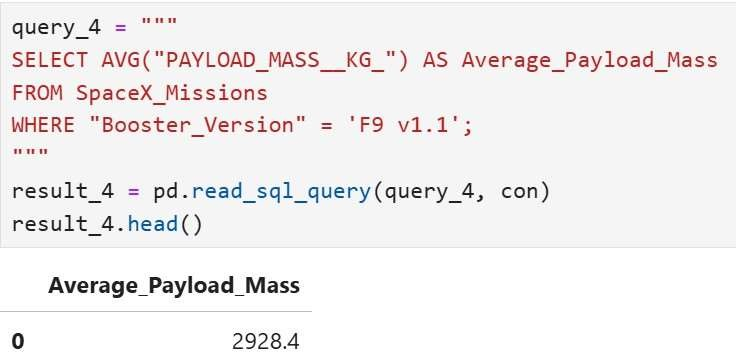 query_4 = """
SELECT AVG("PAYLOAD_MASS__KG_") AS Average_Payload_Mass
FROM SpaceX_Missions
WHERE "Booster_Version" = 'F9 v1.1';
"""
result_4 = pd.read_sql_query(query_4, con)
result_4.head()
Average_Payload_Mass
0 2928.4